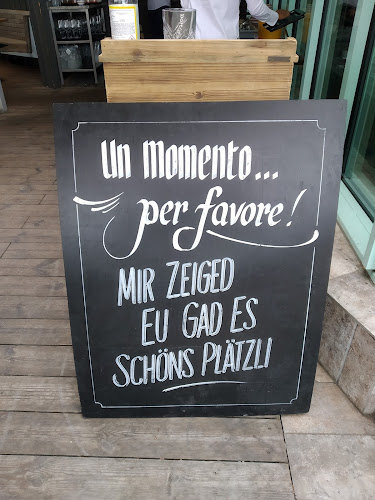 Un Momento...
per favore!
MIR ZEIGED
EU GAD ES
SCHÖNS PLÄTZLI